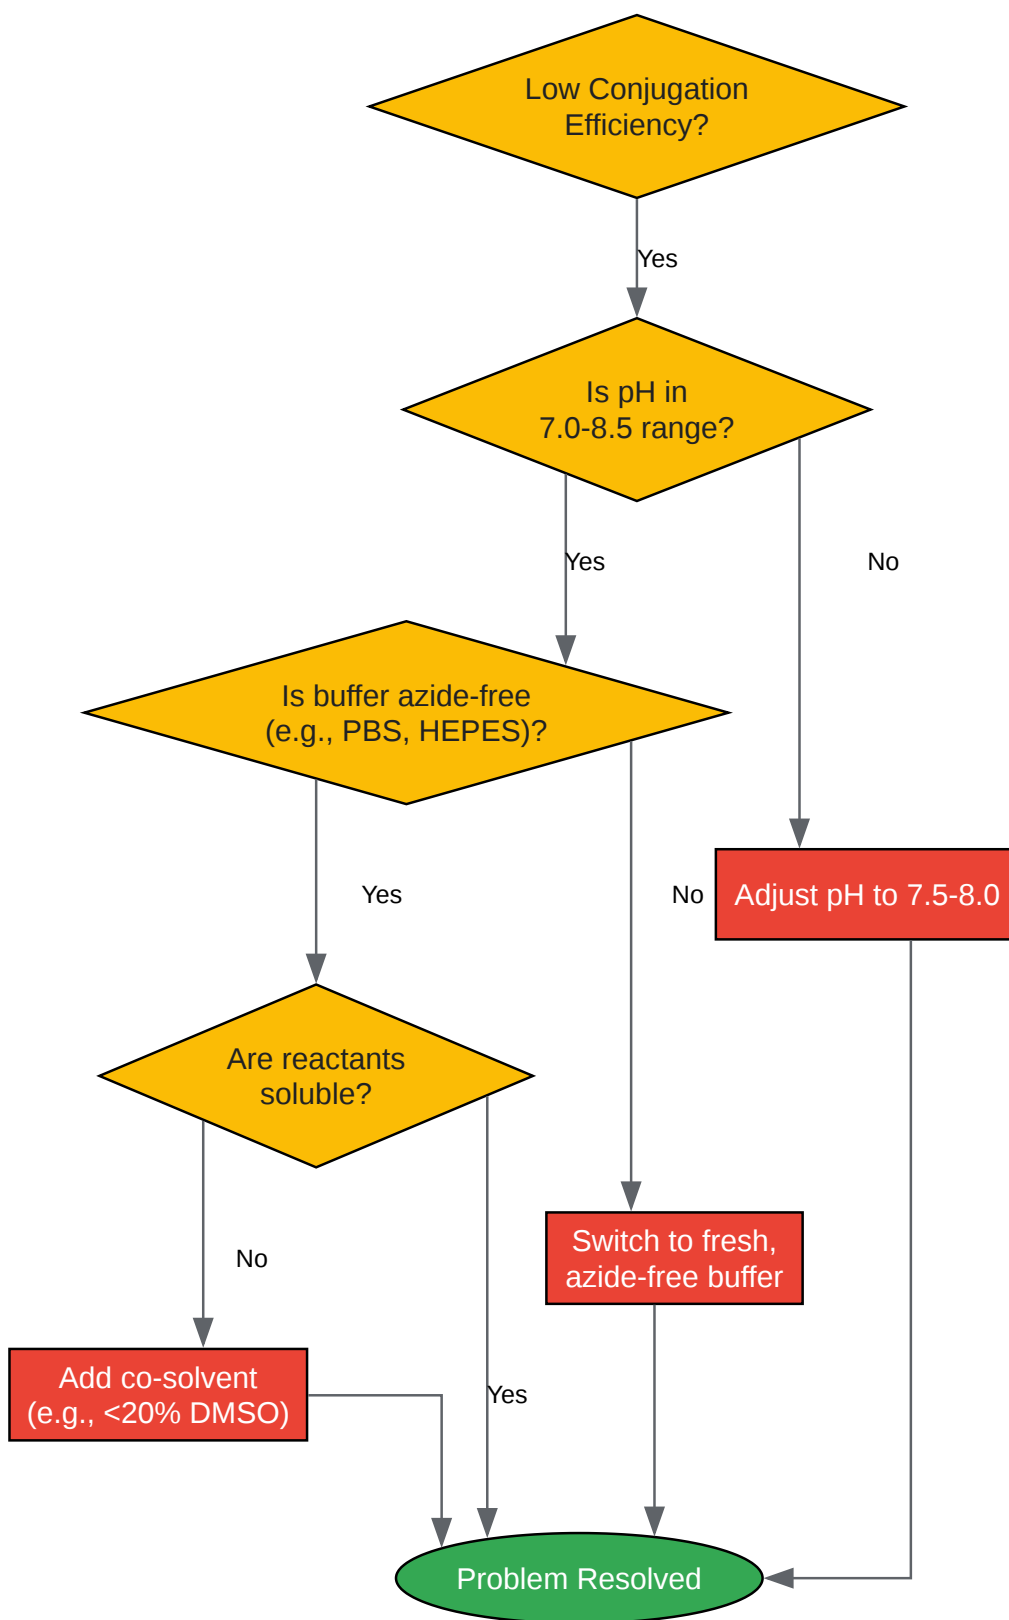 Low Conjugation
Efficiency?
Yes
Is pH in
7.0-8.5 range?
Yes
No
Is buffer azide-free
(e.g., PBS, HEPES)?
Yes
No
Adjust pH to 7.5-8.0
Are reactants
soluble?
No
Switch to fresh,
azide-free buffer
Add co-solvent
(e.g., <20% DMSO)
Yes
Problem Resolved